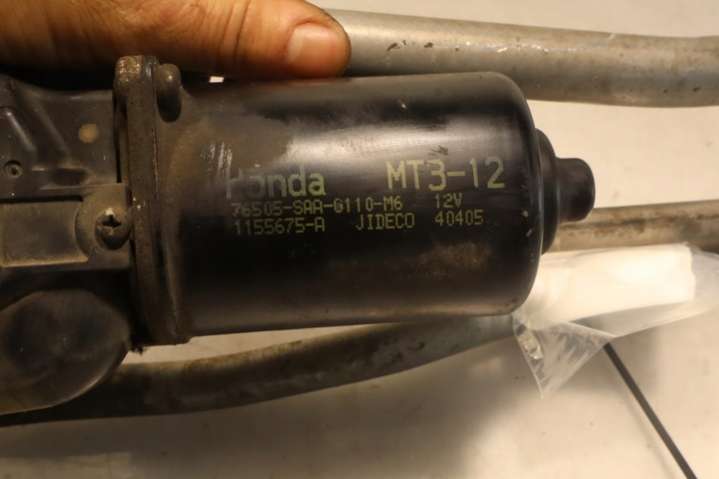 Honda MT3-12
76505-SAA-G110-M6 12V
1155675-A JIDECO 40405